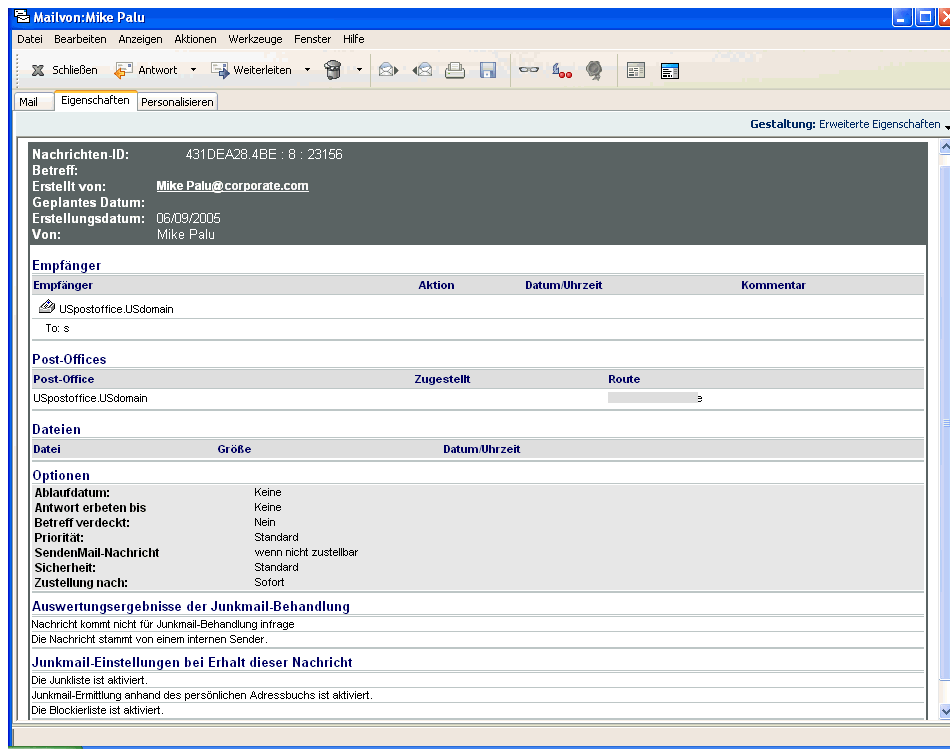 Mailvon:Mike Palu
Datei Bearbeiten Anzeigen Aktionen Werkzeuge Fenster Hilfe
Schließen Antwort Weiterleiten
Mail Eigenschaften Personalisieren
Gestaltung: Erweiterte Eigenschaften
Nachrichten-ID: 431DEA28.4BE : 8 : 23156
Betreff:
Erstellt von: Mike Palu@corporate.com
Geplantes Datum:
Erstellungsdatum: 06/09/2005
Von: Mike Palu
Empfänger
Empfänger Aktion Datum/Uhrzeit Kommentar
USpostoffice.USdomain
To: s
Post-Offices
Post-Office Zugestellt Route
USpostoffice.USdomain e
Dateien
Datei Größe Datum/Uhrzeit
Optionen
Ablaufdatum: Keine
Antwort erbeten bis Keine
Betreff verdeckt: Nein
Priorität: Standard
SendenMail-Nachricht wenn nicht zustellbar
Sicherheit: Standard
Zustellung nach: Sofort
Auswertungsergebnisse der Junkmail-Behandlung
Nachricht kommt nicht für Junkmail-Behandlung infrage
Die Nachricht stammt von einem internen Sender.
Junkmail-Einstellungen bei Erhalt dieser Nachricht
Die Junkliste ist aktiviert.
Junkmail-Ermittlung anhand des persönlichen Adressbuchs ist aktiviert.
Die Blockierliste ist aktiviert.